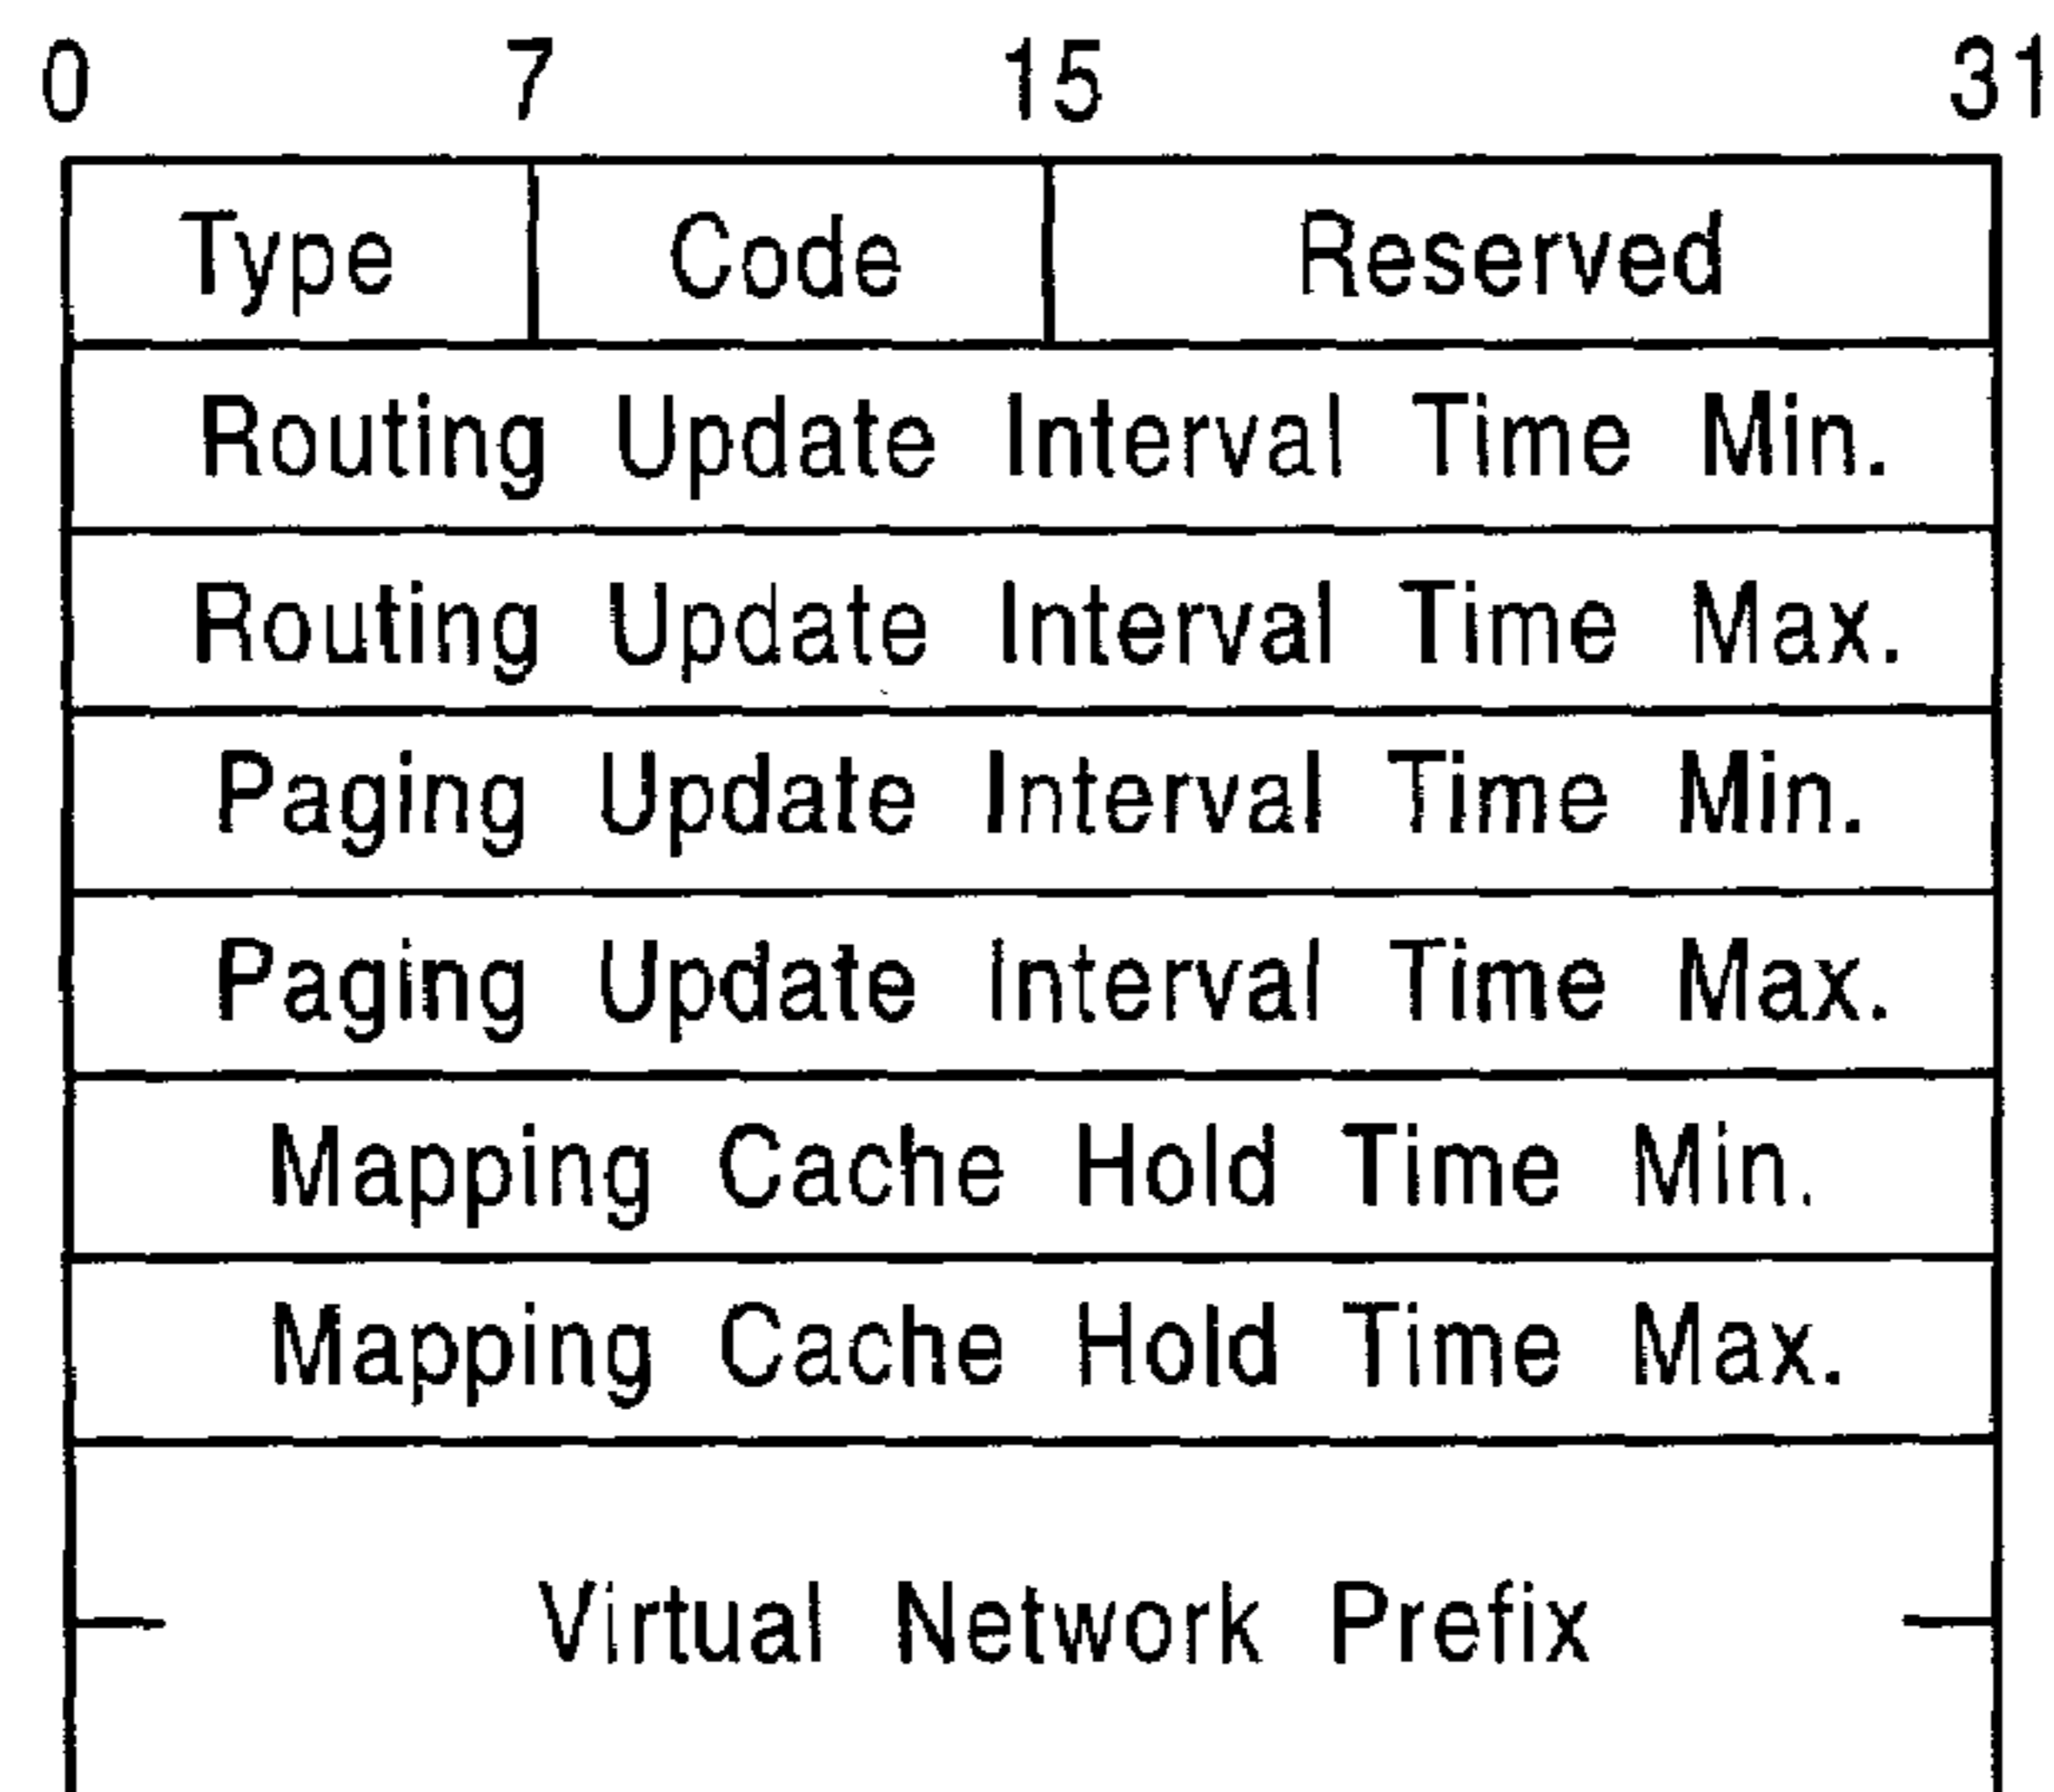 0 7 15 31
Type Code Reserved
Routing Update Interval Time Min.
Routing Update Interval Time Max.
Paging Update Interval Time Min.
Paging Update Interval Time Max.
Mapping Cache Hold Time Min.
Mapping Cache Hold Time Max.
Virtual Network Prefix